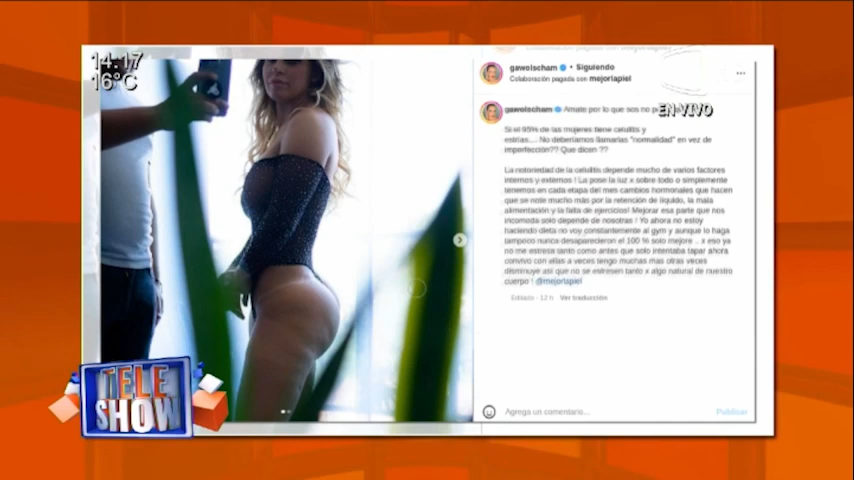 14:17
16°C
gawolscham • Siguiendo
Colaboración pagada con mejorlapiel
EN VIVO
gawolscham Amate por lo que sos no
Si el 95% de las mujeres tiene celulitis y
estrías.... No deberíamos llamarlas "normalidad" en vez de
imperfección?? Que dicen ??
La notoriedad de la celulitis depende mucho de varios factores
internos y externos ! La pose la luz x sobre todo o simplemente
tenemos en cada etapa del mes cambios hormonales que hacen
que se note mucho más por la retención de líquido, la mala
alimentación y la falta de ejercicios! Mejorar esa parte que nos
incomoda solo depende de nosotras ! Yo ahora no estoy
haciendo dieta no voy constantemente al gym y aunque lo haga
tampoco nunca desaparecieron el 100 % solo mejore .. x eso ya
no me estresa tanto como antes que solo intentaba tapar ahora
convivo con ellas a veces tengo muchas mas otras veces
disminuye así que no se estresen tanto x algo natural de nuestro
cuerpo ! @mejorlapiel
Editado · 12 h Ver traducción
TELE
SHOW
Agrega un comentario... Publicar